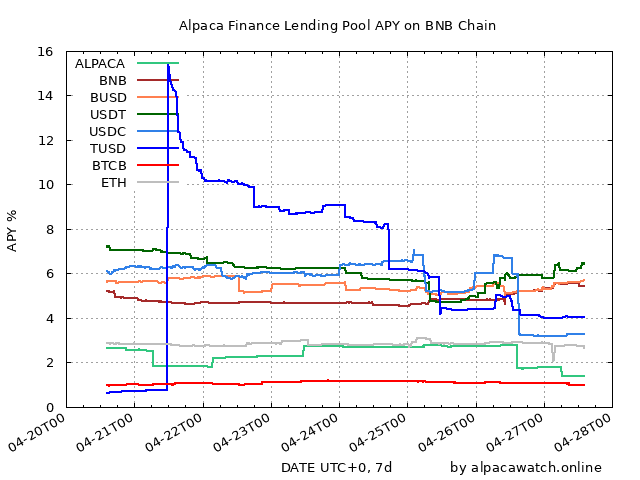 Alpaca Finance Lending Pool APY on BNB Chain
16
14
12
10
8
6
4
2
0
APY %
ALPACA
BNB
BUSD
USDT
USDC
TUSD
BTCB
ETH
04-20T00
04-21T00
04-22T00
04-23T00
04-24T00
04-25T00
04-26T00
04-27T00
04-28T00
DATE UTC+0, 7d
by alpacawatch.online